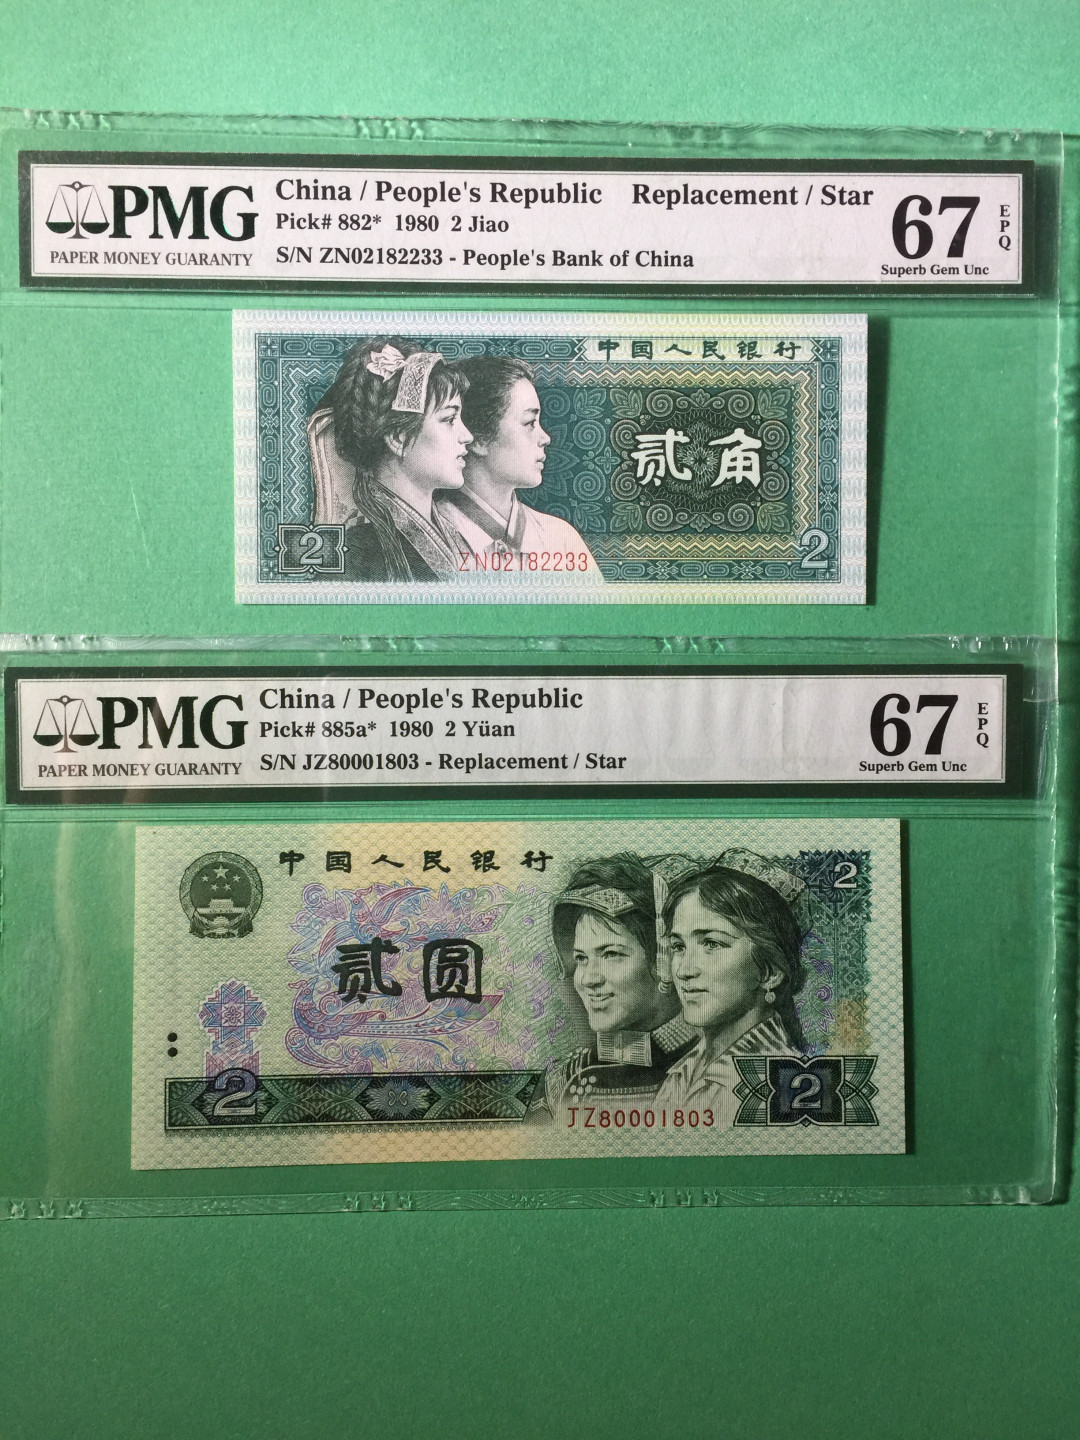 PMG
PAPER MONEY GUARANTY
China / People's Republic Replacement / Star
Pick# 882* 1980 2 Jiao
S/N ZN02182233 - People's Bank of China
67
EPQ
Superb Gem Unc
中国人民银行
贰角
2
2
ZN02182233
PMG
PAPER MONEY GUARANTY
China / People's Republic
Pick# 885a* 1980 2 Yüan
S/N JZ80001803 - Replacement / Star
67
EPQ
Superb Gem Unc
中国人民银行
2
贰圆
2
2
JZ80001803